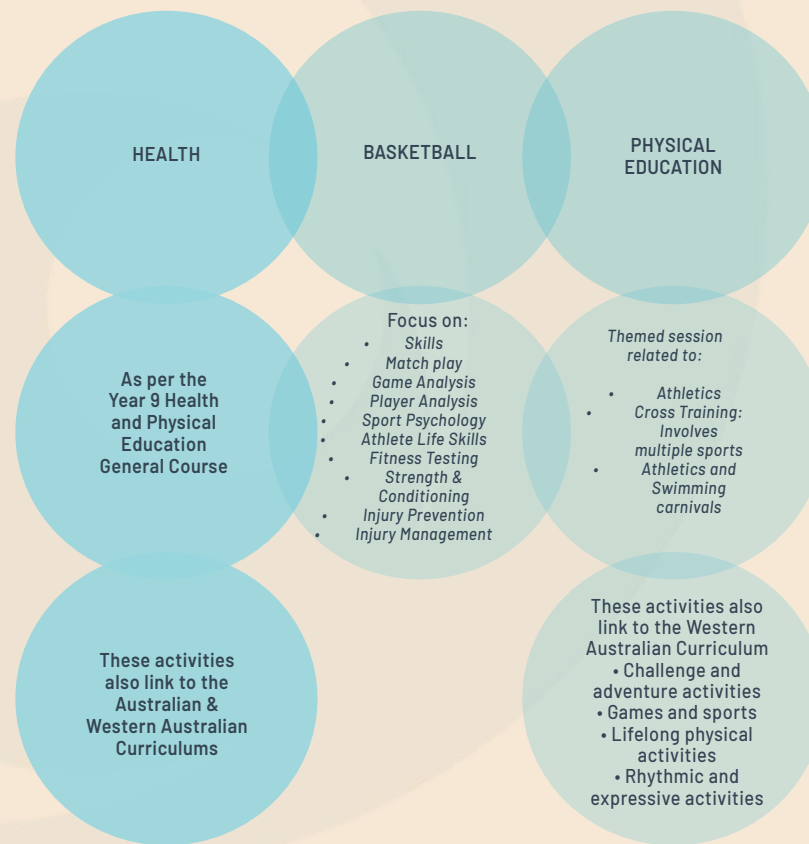 HEALTH
BASKETBALL
PHYSICAL
EDUCATION
As per the
Year 9 Health
and Physical
Education
General Course
Focus on:
• Skills
• Match play
• Game Analysis
• Player Analysis
• Sport Psychology
• Athlete Life Skills
• Fitness Testing
• Strength &
Conditioning
• Injury Prevention
• Injury Management
Themed session
related to:
• Athletics
• Cross Training:
Involves
multiple sports
• Athletics and
Swimming
carnivals
These activities
also link to the
Australian &
Western Australian
Curriculums
These activities also
link to the Western
Australian Curriculum
• Challenge and
adventure activities
• Games and sports
• Lifelong physical
activities
• Rhythmic and
expressive activities